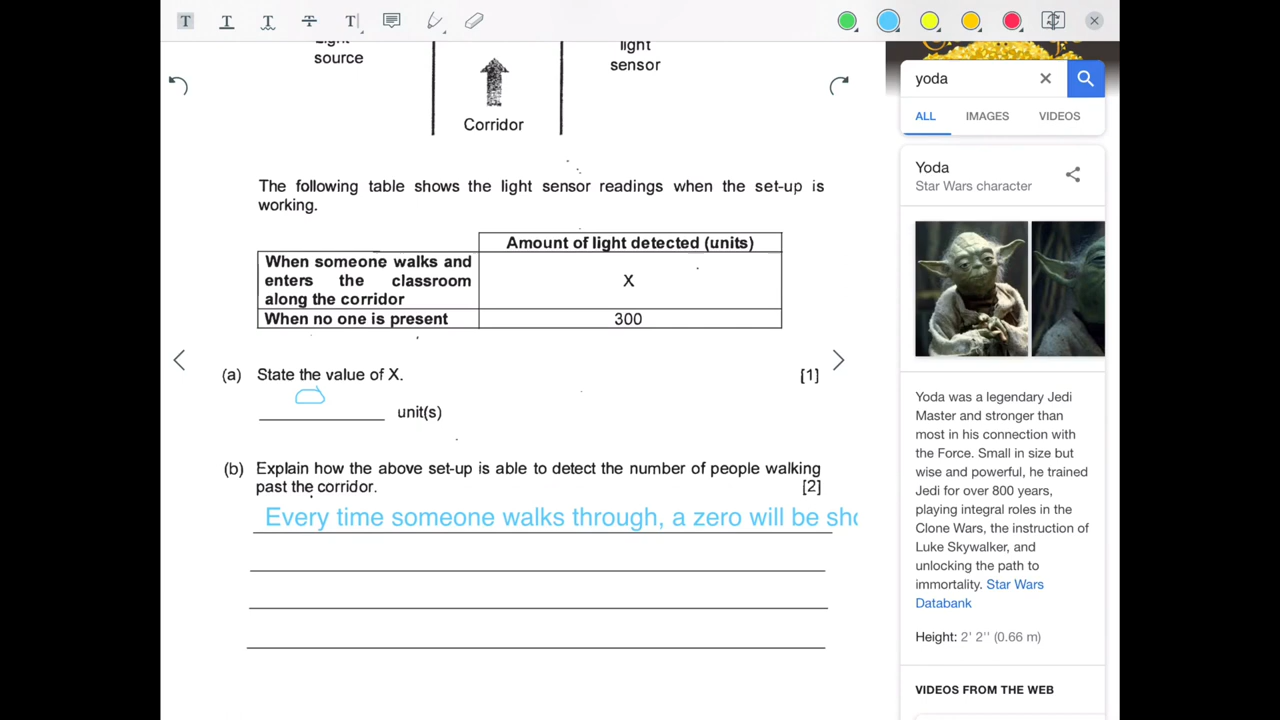 Light
source
light
sensor
Corridor
The following table shows the light sensor readings when the set-up is
working.
Amount of light detected (units)
When someone walks and
enters the classroom
along the corridor
X
When no one is present
300
(a) State the value of X. [1]
0
unit(s)
(b) Explain how the above set-up is able to detect the number of people walking
past the corridor. [2]
Every time someone walks through, a zero will be sho
yoda
ALL IMAGES VIDEOS
Yoda
Star Wars character
Yoda was a legendary Jedi
Master and stronger than
most in his connection with
the Force. Small in size but
wise and powerful, he trained
Jedi for over 800 years,
playing integral roles in the
Clone Wars, the instruction of
Luke Skywalker, and
unlocking the path to
immortality. Star Wars
Databank
Height: 2' 2'' (0.66 m)
VIDEOS FROM THE WEB